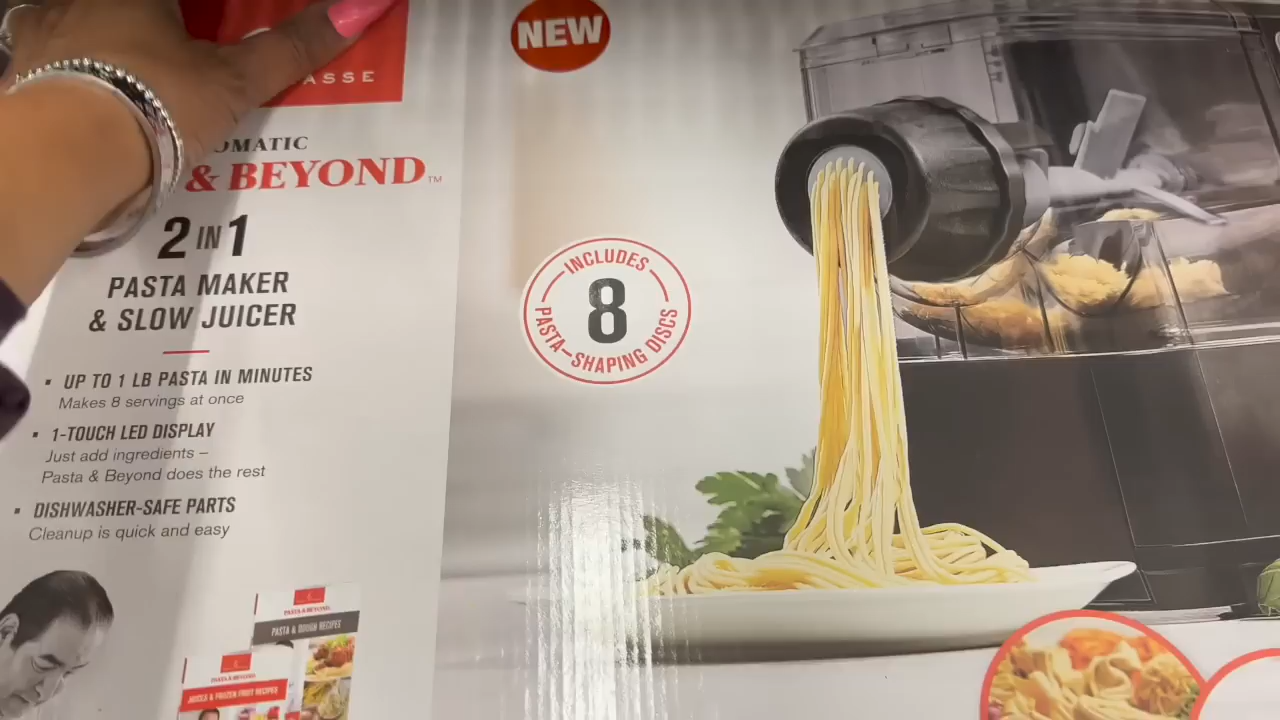 ASSE
OMATIC
& BEYOND™
2 IN 1
PASTA MAKER
& SLOW JUICER
▪ UP TO 1 LB PASTA IN MINUTES
Makes 8 servings at once
▪ 1-TOUCH LED DISPLAY
Just add ingredients –
Pasta & Beyond does the rest
▪ DISHWASHER-SAFE PARTS
Cleanup is quick and easy
PASTA & BEYOND
PASTA & DOUGH RECIPES
PASTA & BEYOND
JUICES & FROZEN FRUIT RECIPES
NEW
INCLUDES
8
PASTA-SHAPING DISCS